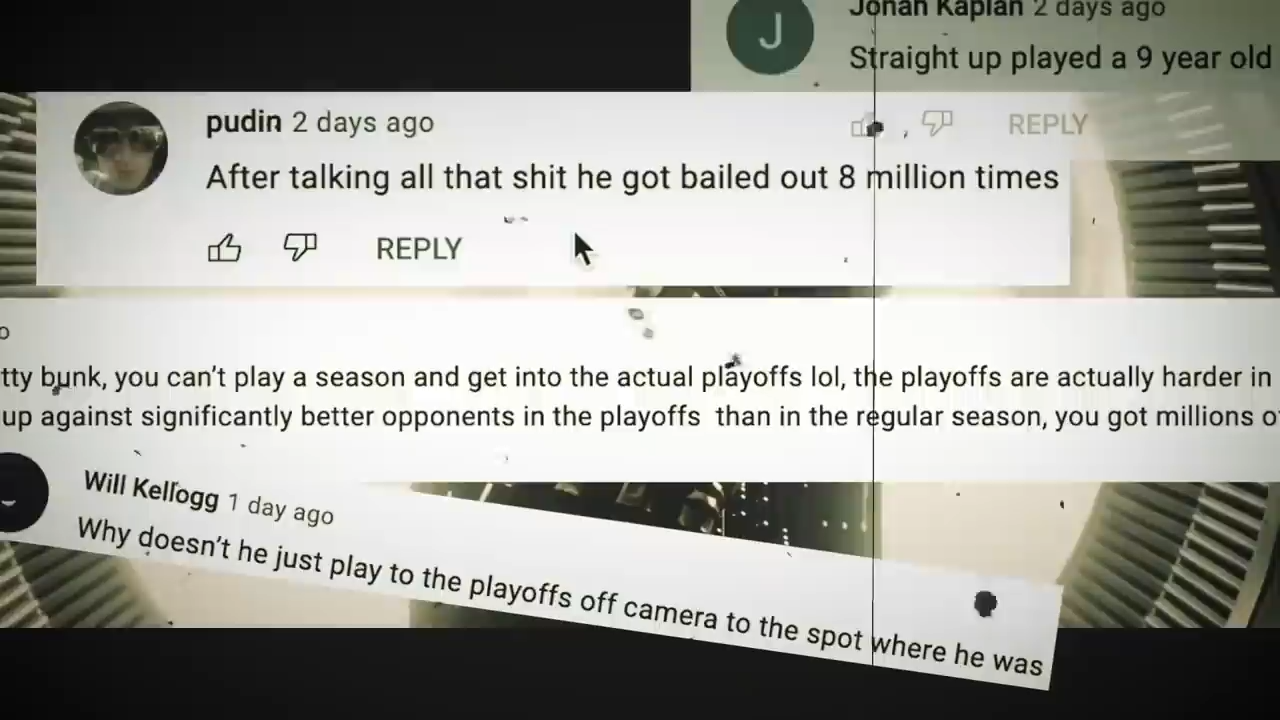 Jonah Kaplan 2 days ago
J
Straight up played a 9 year old
REPLY
pudin 2 days ago
After talking all that shit he got bailed out 8 million times
REPLY
o
tty bunk, you can't play a season and get into the actual playoffs lol, the playoffs are actually harder in
up against significantly better opponents in the playoffs than in the regular season, you got millions o
Will Kellogg 1 day ago
Why doesn't he just play to the playoffs off camera to the spot where he was